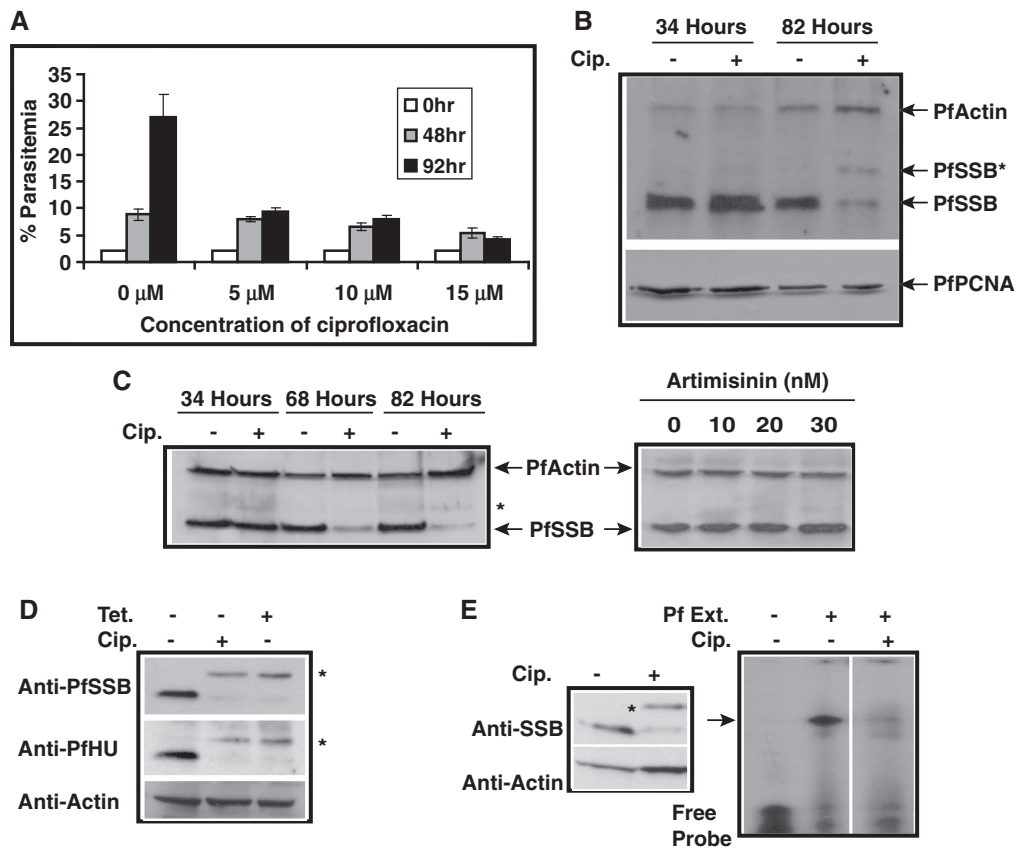 A
35
30
25
20
15
10
5
0
% Parasitemia
0hr
48hr
92hr
0 µM 5 µM 10 µM 15 µM
Concentration of ciprofloxacin
B
34 Hours 82 Hours
Cip. - + - +
PfActin
PfSSB*
PfSSB
PfPCNA
C
34 Hours 68 Hours 82 Hours
Cip. - + - + - +
PfActin
*
PfSSB
Artimisinin (nM)
0 10 20 30
D
Tet. - - +
Cip. - + -
Anti-PfSSB *
Anti-PfHU *
Anti-Actin
E
Cip. - +
*
Anti-SSB
Anti-Actin
Pf Ext. - + +
Cip. - - +
Free
Probe